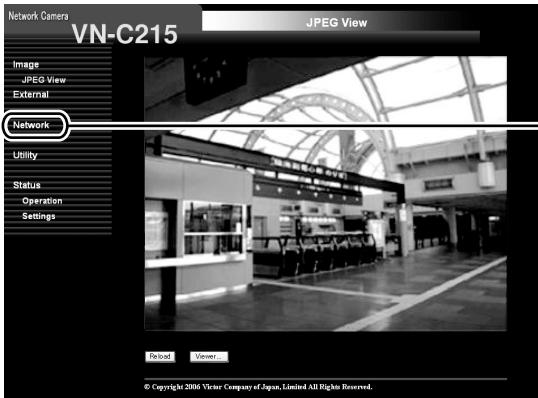 Network Camera
VN-C215
JPEG View
Image
JPEG View
External
Network
Utility
Status
Operation
Settings
Reload
Viewer...
© Copyright 2006 Victor Company of Japan, Limited All Rights Reserved.